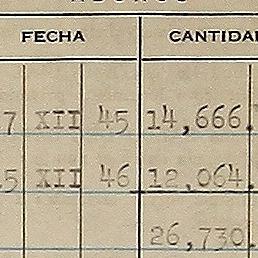 FECHA CANTIDAD
7 XII 45 14,666.
5 XII 46 12,064.
26,730.